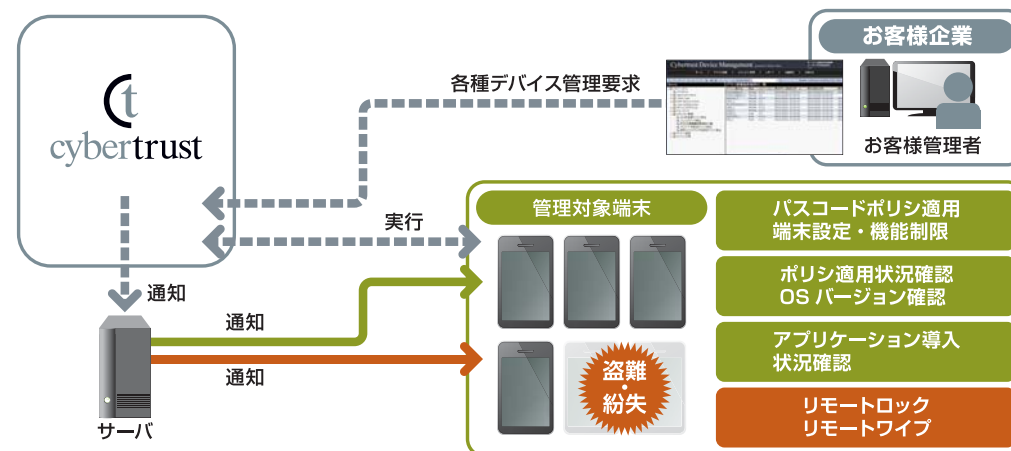 お客様企業
Cybertrust Device Management
各種デバイス管理要求
お客様管理者
cybertrust
管理対象端末
実行
パスコードポリシ適用
端末設定・機能制限
ポリシ適用状況確認
OS バージョン確認
通知
通知
通知
アプリケーション導入
状況確認
盗難
・
紛失
リモートロック
リモートワイプ
サーバ